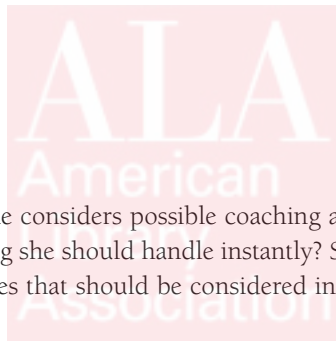 ALA
American
Library
Association
e considers possible coaching a
g she should handle instantly? S
es that should be considered in